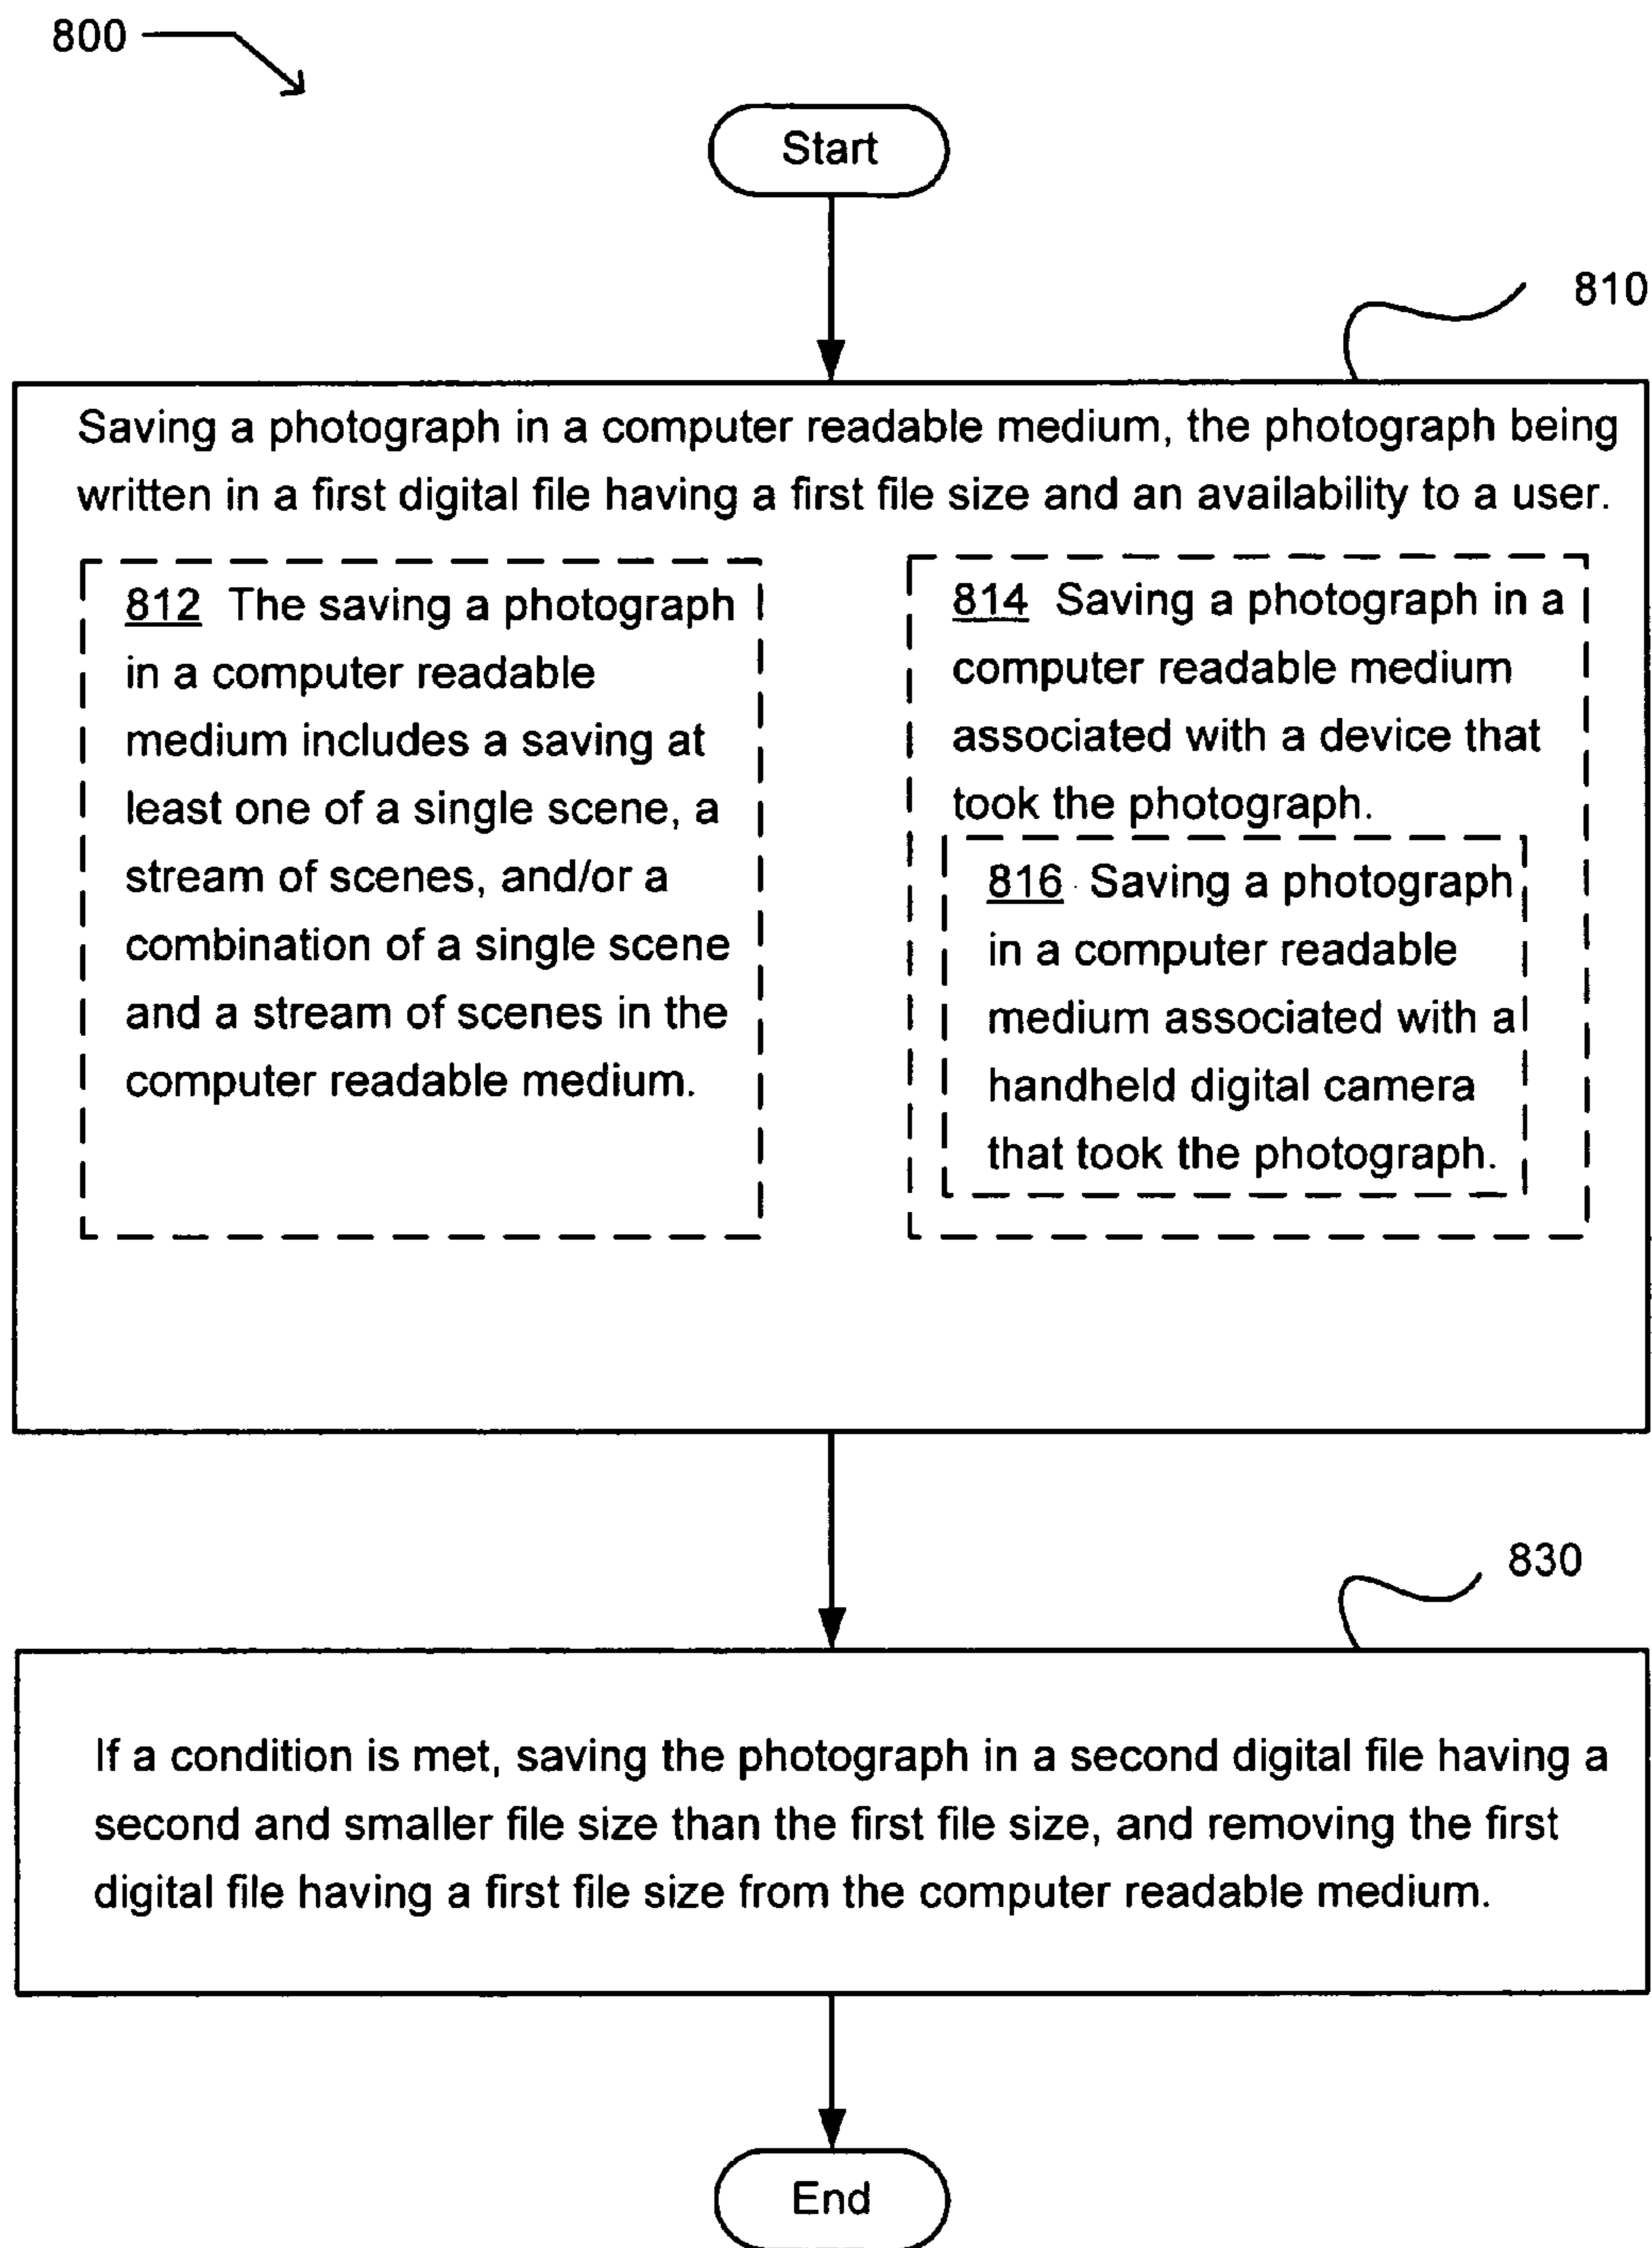 800
Start
810
Saving a photograph in a computer readable medium, the photograph being
written in a first digital file having a first file size and an availability to a user.
812 The saving a photograph
in a computer readable
medium includes a saving at
least one of a single scene, a
stream of scenes, and/or a
combination of a single scene
and a stream of scenes in the
computer readable medium.
814 Saving a photograph in a
computer readable medium
associated with a device that
took the photograph.
816 Saving a photograph
in a computer readable
medium associated with a
handheld digital camera
that took the photograph.
830
If a condition is met, saving the photograph in a second digital file having a
second and smaller file size than the first file size, and removing the first
digital file having a first file size from the computer readable medium.
End